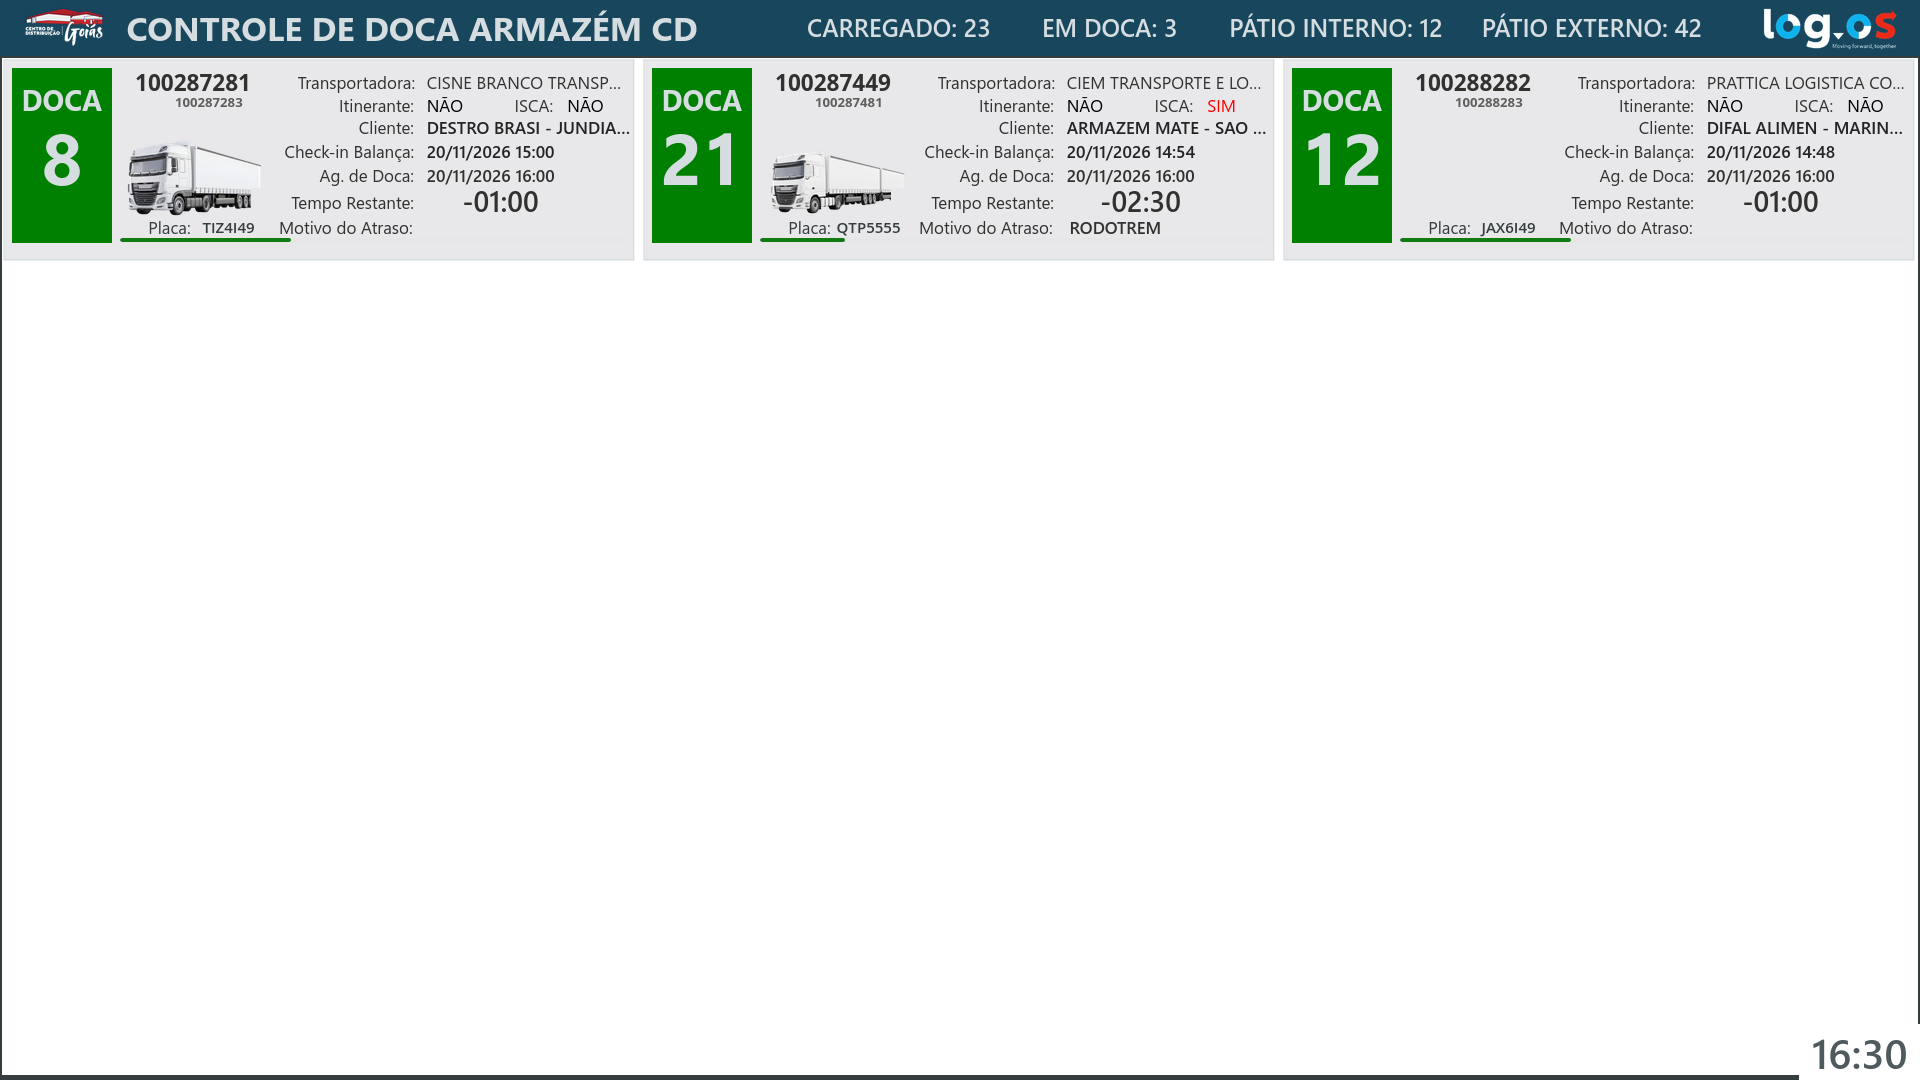 CENTRO DE DISTRIBUIÇÃO Goiás
CONTROLE DE DOCA ARMAZÉM CD
CARREGADO: 23
EM DOCA: 3
PÁTIO INTERNO: 12
PÁTIO EXTERNO: 42
log.os
Moving forward, together
DOCA
8
100287281
100287283
Placa: TIZ4I49
Transportadora: CISNE BRANCO TRANSP...
Itinerante: NÃO ISCA: NÃO
Cliente: DESTRO BRASI - JUNDIA...
Check-in Balança: 20/11/2026 15:00
Ag. de Doca: 20/11/2026 16:00
Tempo Restante: -01:00
Motivo do Atraso:
DOCA
21
100287449
100287481
Placa: QTP5555
Transportadora: CIEM TRANSPORTE E LO...
Itinerante: NÃO ISCA: SIM
Cliente: ARMAZEM MATE - SAO ...
Check-in Balança: 20/11/2026 14:54
Ag. de Doca: 20/11/2026 16:00
Tempo Restante: -02:30
Motivo do Atraso: RODOTREM
DOCA
12
100288282
100288283
Placa: JAX6I49
Transportadora: PRATTICA LOGISTICA CO...
Itinerante: NÃO ISCA: NÃO
Cliente: DIFAL ALIMEN - MARIN...
Check-in Balança: 20/11/2026 14:48
Ag. de Doca: 20/11/2026 16:00
Tempo Restante: -01:00
Motivo do Atraso:
16:30